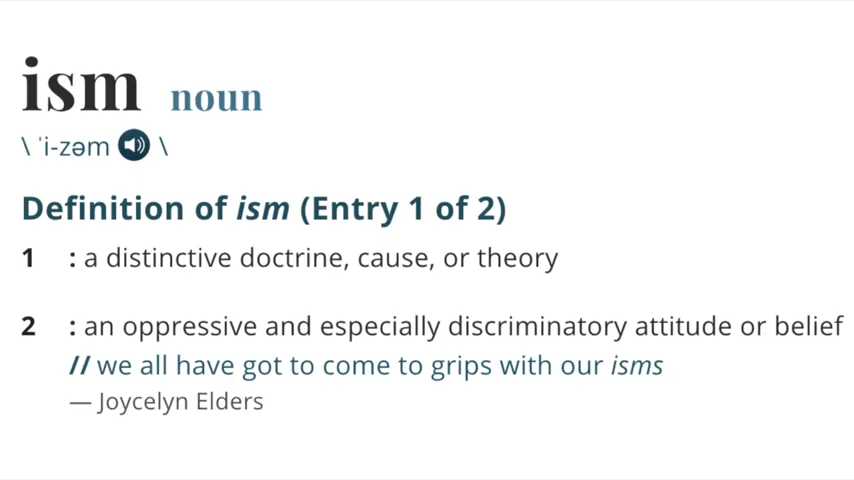 ism noun
\ ˈi-zəm \
Definition of ism (Entry 1 of 2)
1 : a distinctive doctrine, cause, or theory
2 : an oppressive and especially discriminatory attitude or belief
// we all have got to come to grips with our isms
— Joycelyn Elders